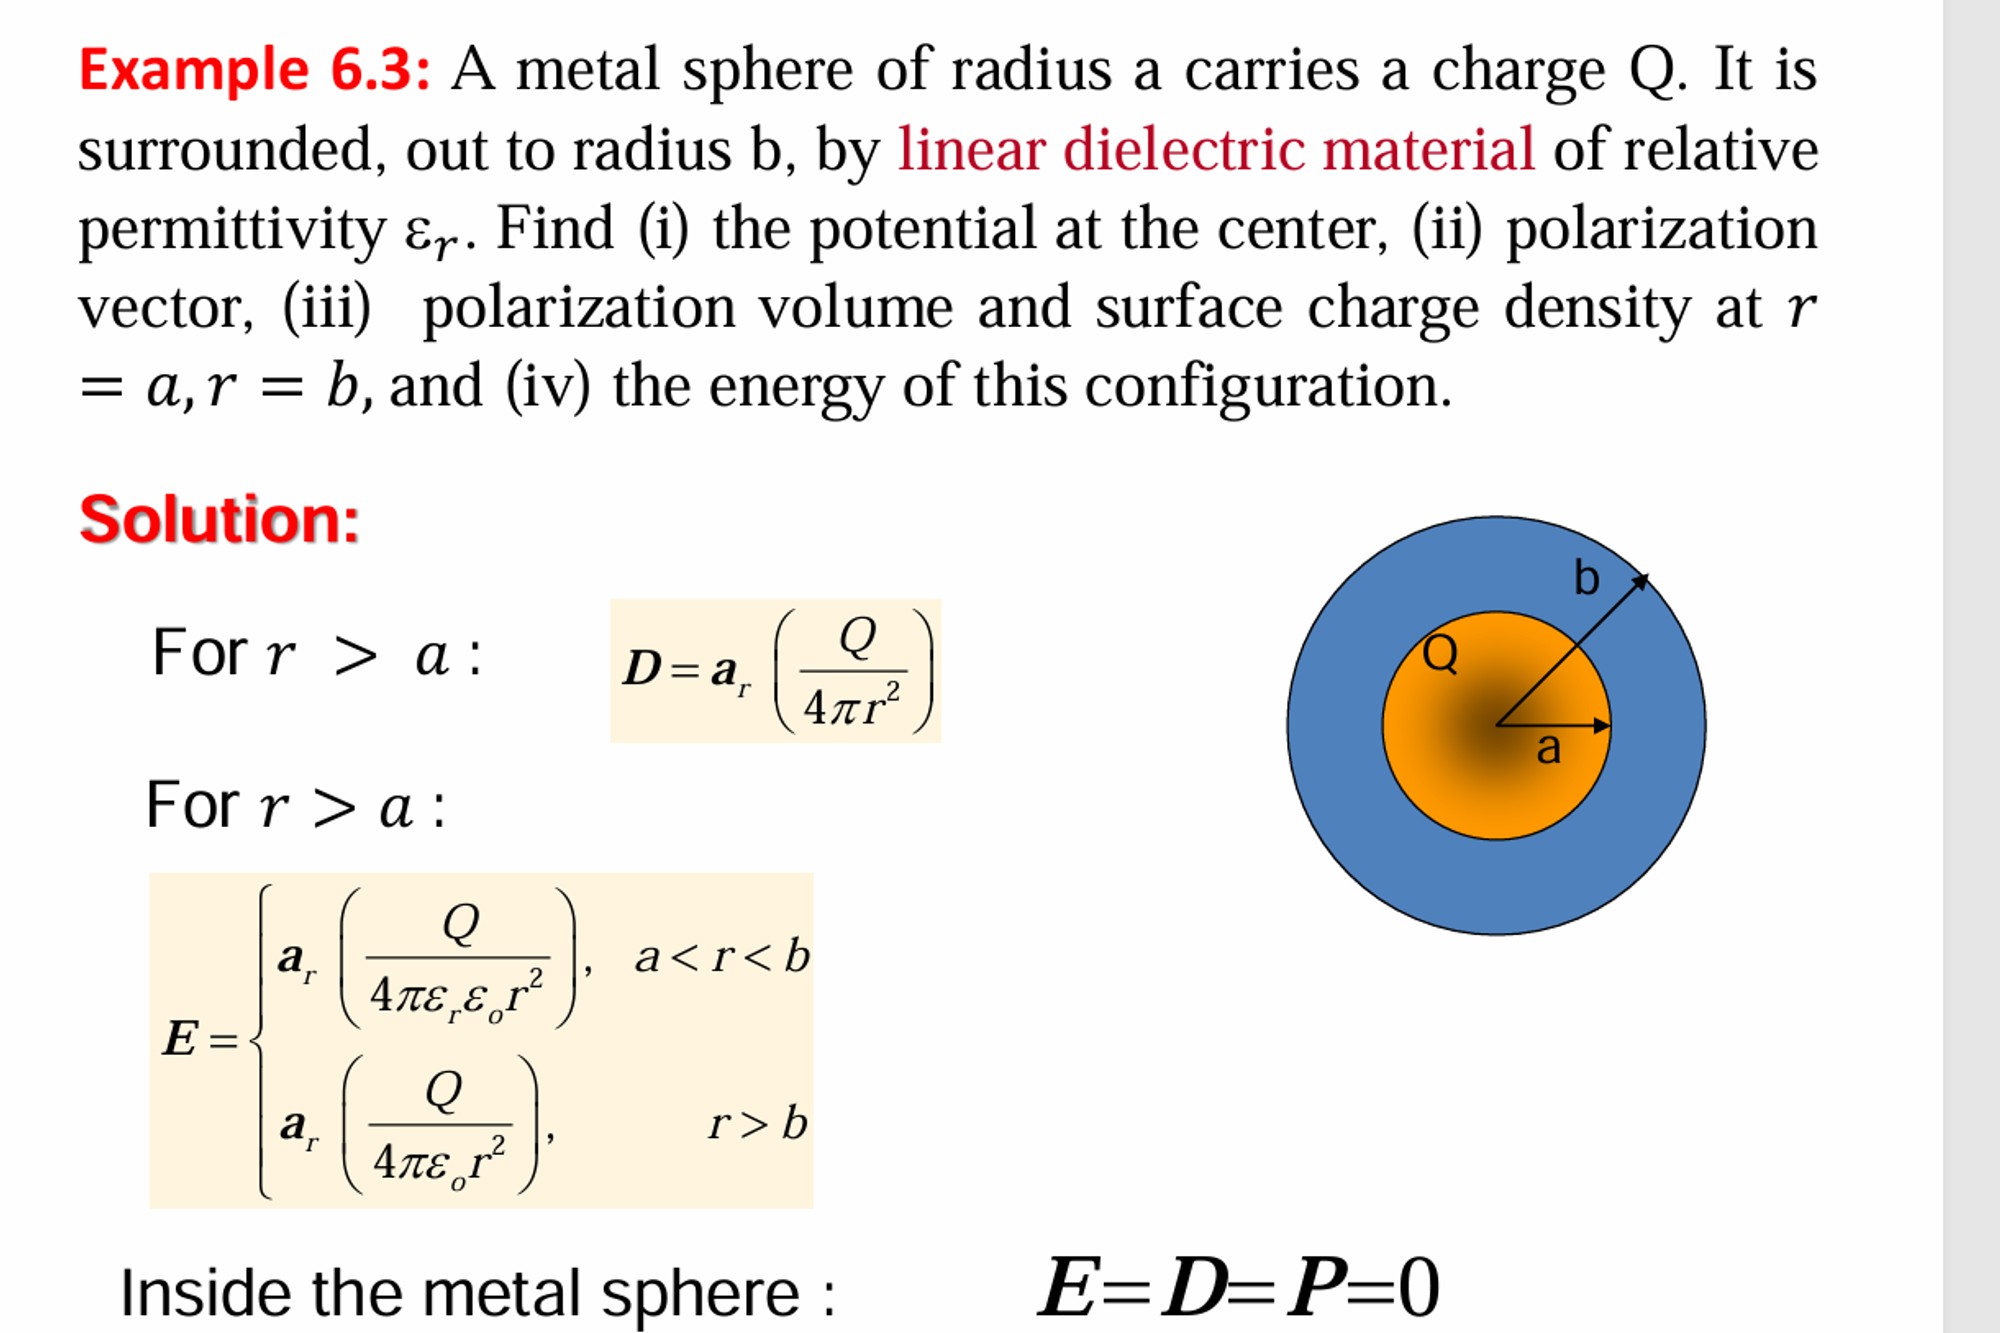 Example 6.3: A metal sphere of radius a carries a charge Q. It is
surrounded, out to radius b, by linear dielectric material of relative
permittivity εᵣ. Find (i) the potential at the center, (ii) polarization
vector, (iii) polarization volume and surface charge density at r
= a, r = b, and (iv) the energy of this configuration.
Solution:
For r > a :
D = aᵣ (Q / 4πr²)
b
Q
a
For r > a :
E = { aᵣ (Q / 4πεᵣεₒr²), a < r < b
aᵣ (Q / 4πεₒr²), r > b
Inside the metal sphere : E=D=P=0